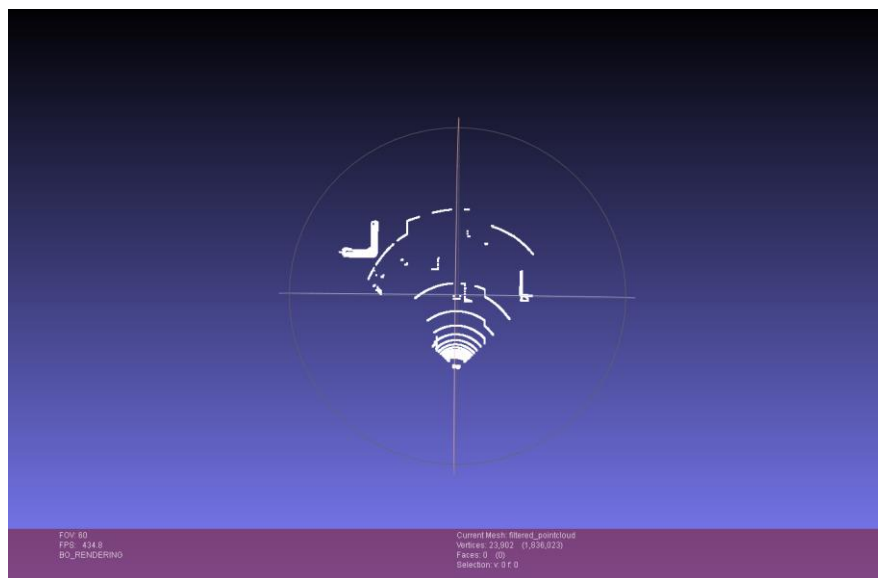 FOV: 60
FPS: 434.8
BO_RENDERING
Current Mesh: filtered_pointcloud
Vertices: 23,902 (1,836,023)
Faces: 0 (0)
Selection: v: 0 f: 0